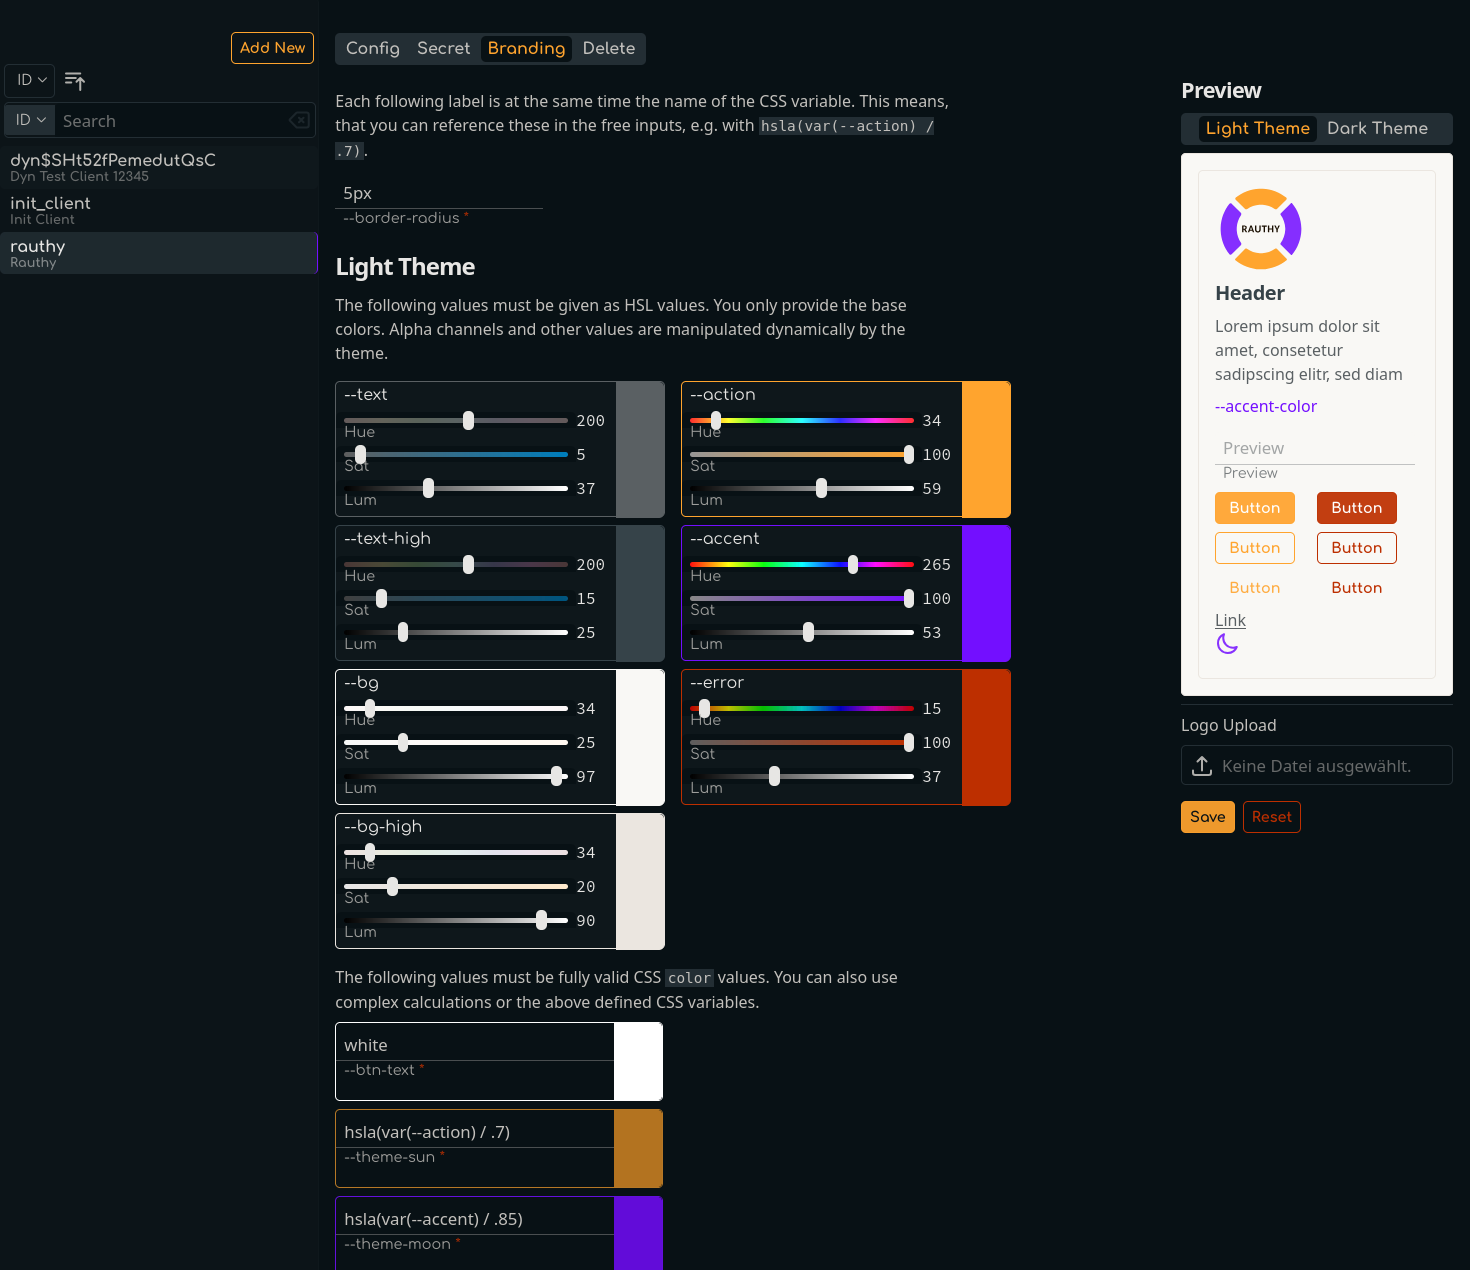 Add New
ID
ID Search
dyn$SHt52fPemedutQsC
Dyn Test Client 12345
init_client
Init Client
rauthy
Rauthy
Config Secret Branding Delete
Each following label is at the same time the name of the CSS variable. This means,
that you can reference these in the free inputs, e.g. with hsla(var(--action) /
.7).
5px
--border-radius *
Light Theme
The following values must be given as HSL values. You only provide the base
colors. Alpha channels and other values are manipulated dynamically by the
theme.
--text
200
Hue
5
Sat
37
Lum
--action
34
Hue
100
Sat
59
Lum
--text-high
200
Hue
15
Sat
25
Lum
--accent
265
Hue
100
Sat
53
Lum
--bg
34
Hue
25
Sat
97
Lum
--error
15
Hue
100
Sat
37
Lum
--bg-high
34
Hue
20
Sat
90
Lum
The following values must be fully valid CSS color values. You can also use
complex calculations or the above defined CSS variables.
white
--btn-text *
hsla(var(--action) / .7)
--theme-sun *
hsla(var(--accent) / .85)
--theme-moon *
Preview
Light Theme Dark Theme
RAUTHY
Header
Lorem ipsum dolor sit
amet, consetetur
sadipscing elitr, sed diam
--accent-color
Preview
Preview
Button Button
Button Button
Button Button
Link
Logo Upload
Keine Datei ausgewählt.
Save Reset